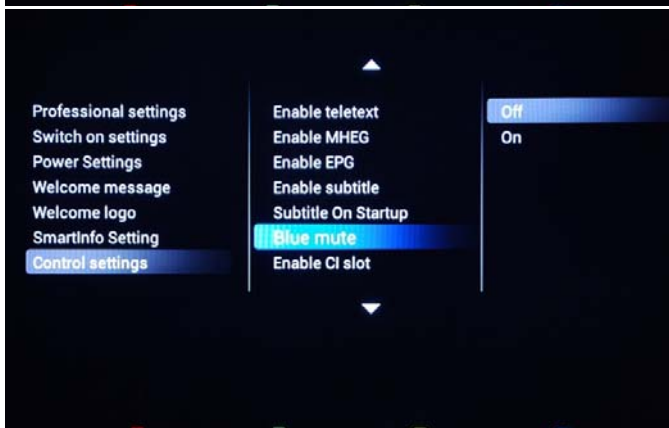 Professional settings
Switch on settings
Power Settings
Welcome message
Welcome logo
SmartInfo Setting
Control settings
Enable teletext
Enable MHEG
Enable EPG
Enable subtitle
Subtitle On Startup
Blue mute
Enable CI slot
Off
On